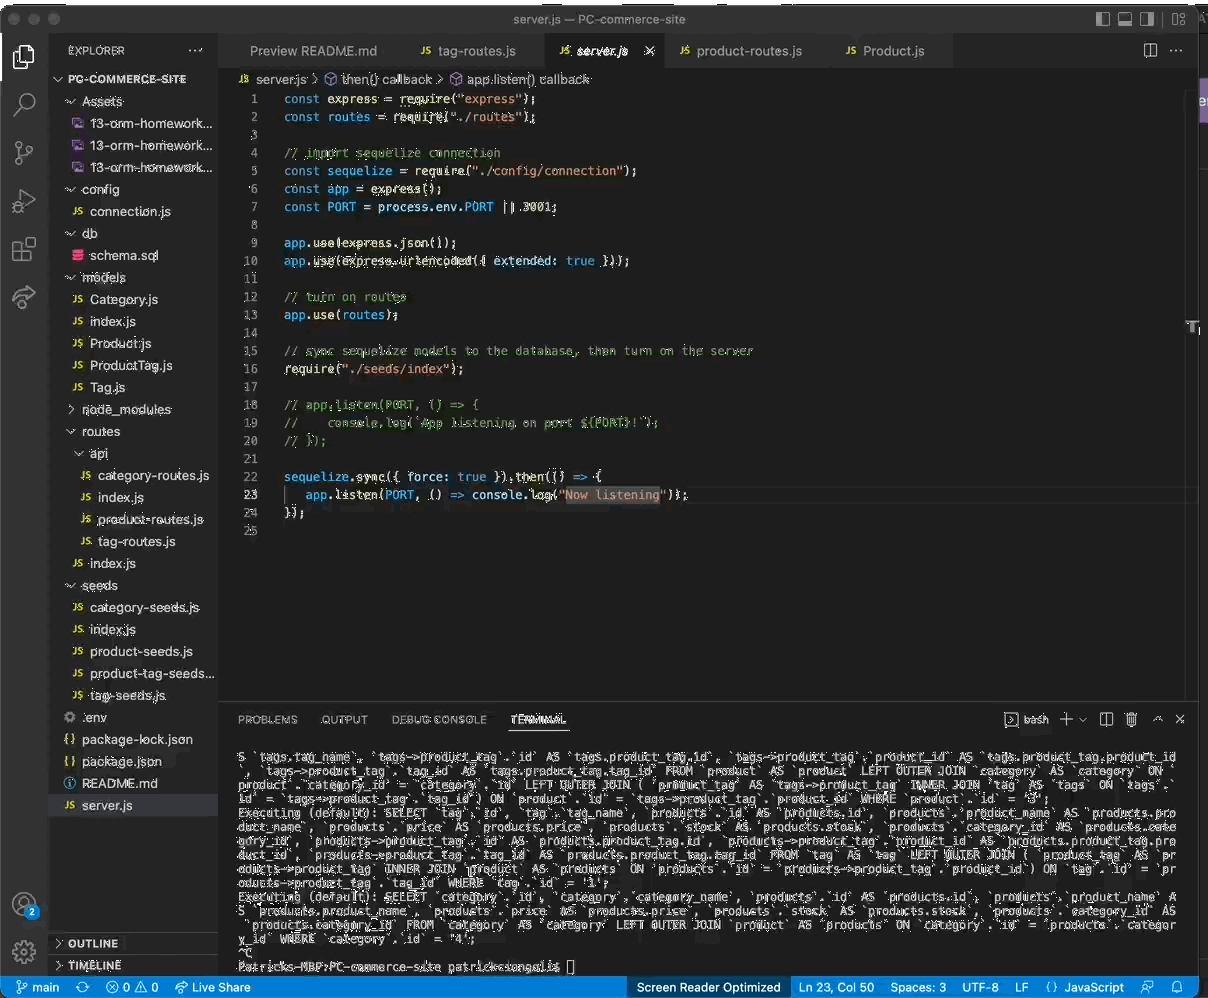 server.js — PC-commerce-site
EXPLORER
Preview README.md
JS tag-routes.js
JS server.js
JS product-routes.js
JS Product.js
JS server.js > then() callback > app.listen() callback
PC-COMMERCE-SITE
Assets
13-orm-homework...
13-orm-homework...
13-orm-homework...
config
JS connection.js
db
schema.sql
models
JS Category.js
JS index.js
JS Product.js
JS ProductTag.js
JS Tag.js
node_modules
routes
api
JS category-routes.js
JS index.js
JS product-routes.js
JS tag-routes.js
JS index.js
seeds
JS category-seeds.js
JS index.js
JS product-seeds.js
JS product-tag-seeds...
JS tag-seeds.js
.env
{} package-lock.json
{} package.json
README.md
JS server.js
OUTLINE
TIMELINE
1 const express = require("express");
2 const routes = require("./routes");
3
4 // import sequelize connection
5 const sequelize = require("./config/connection");
6 const app = express();
7 const PORT = process.env.PORT || 3001;
8
9 app.use(express.json());
10 app.use(express.urlencoded({ extended: true }));
11
12 // turn on routes
13 app.use(routes);
14
15 // sync sequelize models to the database, then turn on the server
16 require("./seeds/index");
17
18 // app.listen(PORT, () => {
19 //    console.log(`App listening on port ${PORT}!`);
20 // });
21
22 sequelize.sync({ force: true }).then(() => {
23    app.listen(PORT, () => console.log("Now listening"));
24 });
25
PROBLEMS OUTPUT DEBUG CONSOLE TERMINAL
bash
S `tags.tag_name`, `tags->product_tag`.`id` AS `tags.product_tag.id`, `tags->product_tag`.`product_id` AS `tags.product_tag.product_id
`, `tags->product_tag`.`tag_id` AS `tags.product_tag.tag_id` FROM `product` AS `product` LEFT OUTER JOIN `category` AS `category` ON `
product`.`category_id` = `category`.`id` LEFT OUTER JOIN ( `product_tag` AS `tags->product_tag` INNER JOIN `tag` AS `tags` ON `tags`.`
id` = `tags->product_tag`.`tag_id`) ON `product`.`id` = `tags->product_tag`.`product_id` WHERE `product`.`id` = '3';
Executing (default): SELECT `tag`.`id`, `tag`.`tag_name`, `products`.`id` AS `products.id`, `products`.`product_name` AS `products.pro
duct_name`, `products`.`price` AS `products.price`, `products`.`stock` AS `products.stock`, `products`.`category_id` AS `products.cate
gory_id`, `products->product_tag`.`id` AS `products.product_tag.id`, `products->product_tag`.`product_id` AS `products.product_tag.pro
duct_id`, `products->product_tag`.`tag_id` AS `products.product_tag.tag_id` FROM `tag` AS `tag` LEFT OUTER JOIN ( `product_tag` AS `pr
oducts->product_tag` INNER JOIN `product` AS `products` ON `products`.`id` = `products->product_tag`.`product_id`) ON `tag`.`id` = `pr
oducts->product_tag`.`tag_id` WHERE `tag`.`id` = '1';
Executing (default): SELECT `category`.`id`, `category`.`category_name`, `products`.`id` AS `products.id`, `products`.`product_name` A
S `products.product_name`, `products`.`price` AS `products.price`, `products`.`stock` AS `products.stock`, `products`.`category_id` AS
`products.category_id` FROM `category` AS `category` LEFT OUTER JOIN `product` AS `products` ON `category`.`id` = `products`.`categor
y_id` WHERE `category`.`id` = '4';
^C
2
main
0 0
Live Share
Screen Reader Optimized
Ln 23, Col 50
Spaces: 3
UTF-8
LF
{} JavaScript